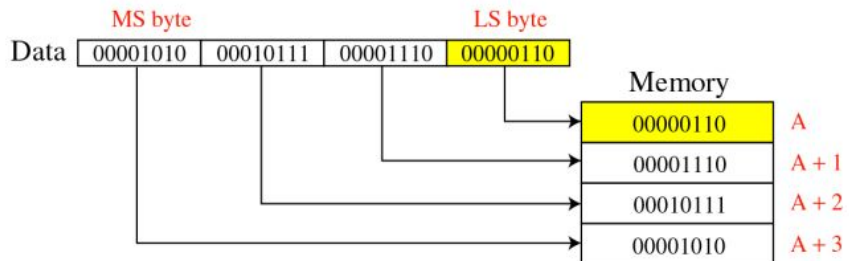 MS byte LS byte
Data 00001010 00010111 00001110 00000110
Memory
00000110 A
00001110 A + 1
00010111 A + 2
00001010 A + 3